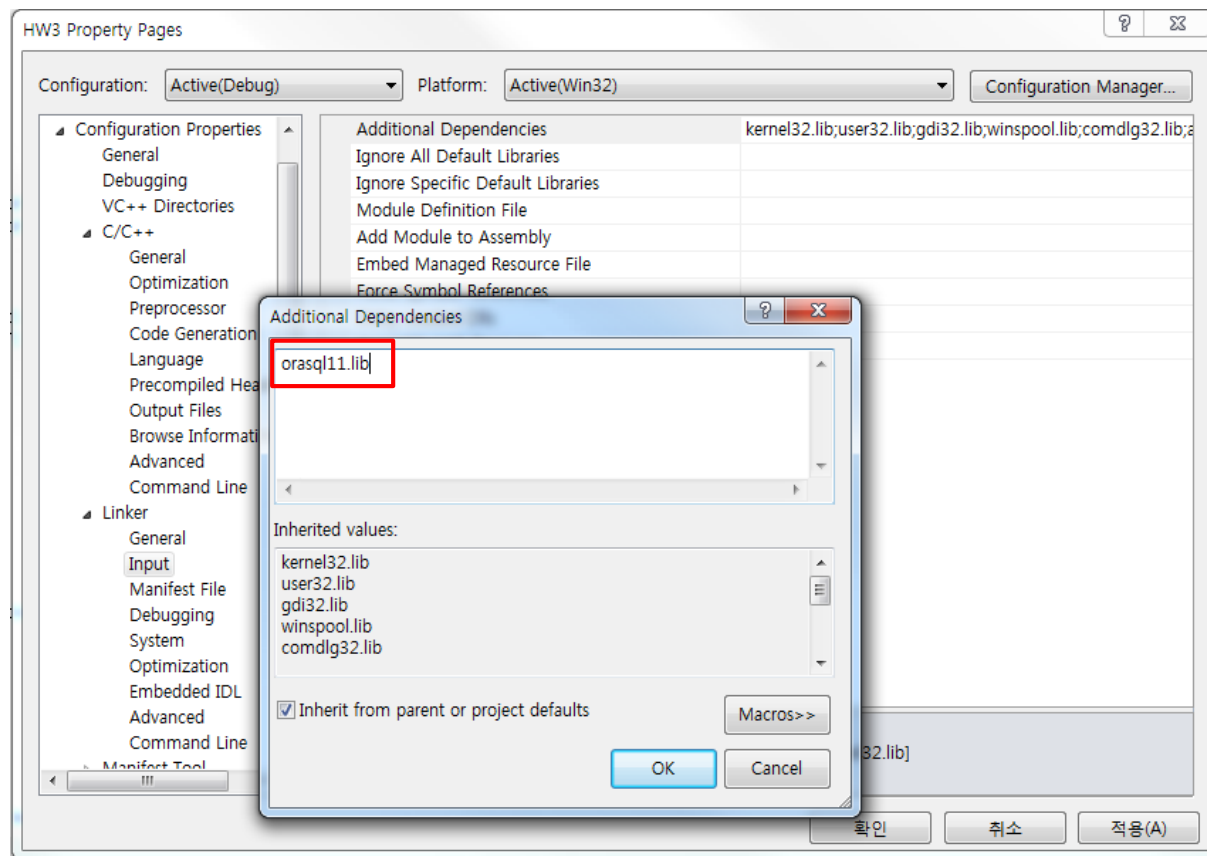 HW3 Property Pages
Configuration: Active(Debug) Platform: Active(Win32) Configuration Manager...
Configuration Properties
General
Debugging
VC++ Directories
C/C++
General
Optimization
Preprocessor
Code Generation
Language
Precompiled Hea
Output Files
Browse Informati
Advanced
Command Line
Linker
General
Input
Manifest File
Debugging
System
Optimization
Embedded IDL
Advanced
Command Line
Manifest Tool
Additional Dependencies kernel32.lib;user32.lib;gdi32.lib;winspool.lib;comdlg32.lib;a
Ignore All Default Libraries
Ignore Specific Default Libraries
Module Definition File
Add Module to Assembly
Embed Managed Resource File
Force Symbol References
Additional Dependencies
orasql11.lib
Inherited values:
kernel32.lib
user32.lib
gdi32.lib
winspool.lib
comdlg32.lib
Inherit from parent or project defaults
Macros>>
OK Cancel
32.lib]
확인 취소 적용(A)